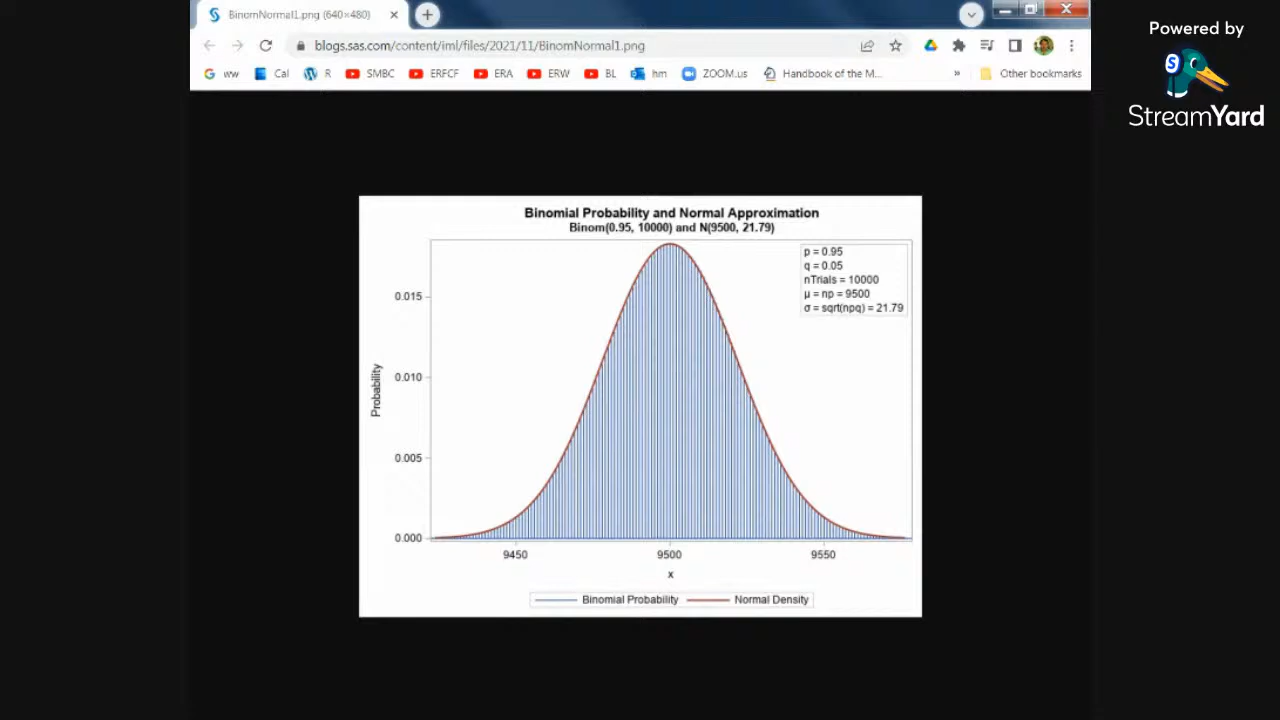 BinomNormal1.png (640×480)
Powered by
StreamYard
blogs.sas.com/content/iml/files/2021/11/BinomNormal1.png
ww Cal R SMBC ERFCF ERA ERW BL hm ZOOM.us Handbook of the M... » Other bookmarks
Binomial Probability and Normal Approximation
Binom(0.95, 10000) and N(9500, 21.79)
p = 0.95
q = 0.05
nTrials = 10000
μ = np = 9500
σ = sqrt(npq) = 21.79
Probability
0.015
0.010
0.005
0.000
9450 9500 9550
x
Binomial Probability Normal Density